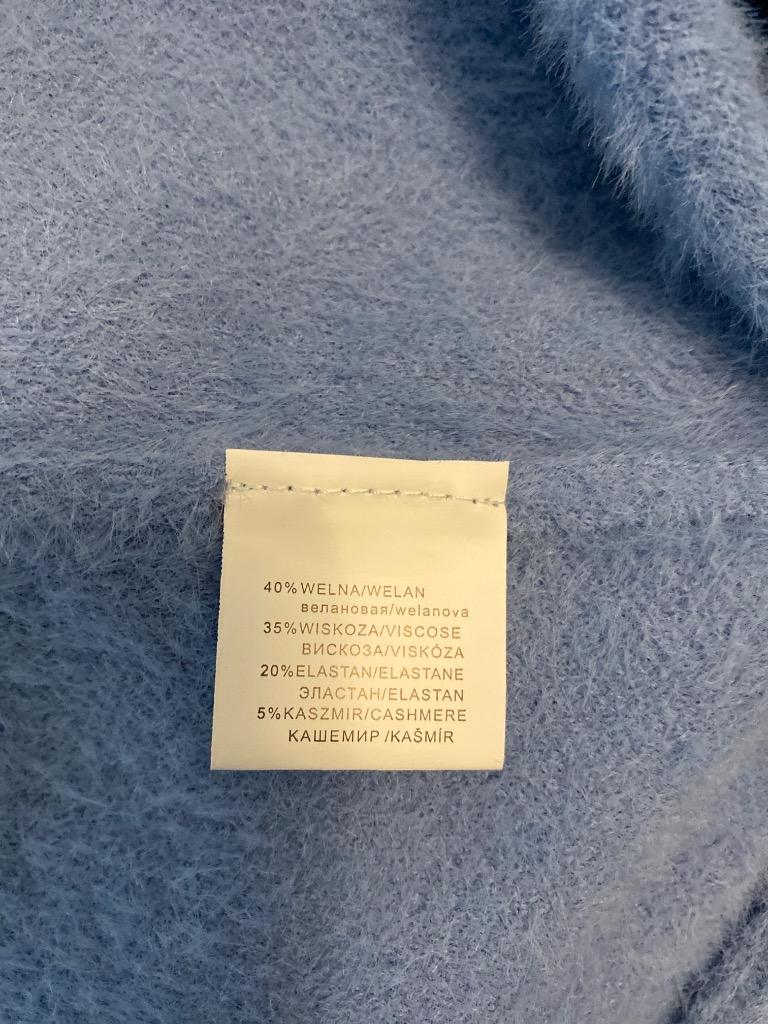 40% WELNA/WELAN
велановая/welanova
35% WISKOZA/VISCOSE
ВИСКОЗА/VISKÓZA
20% ELASTAN/ELASTANE
ЭЛАСТАН/ELASTAN
5% KASZMIR/CASHMERE
КАШЕМИР /KAŠMÍR